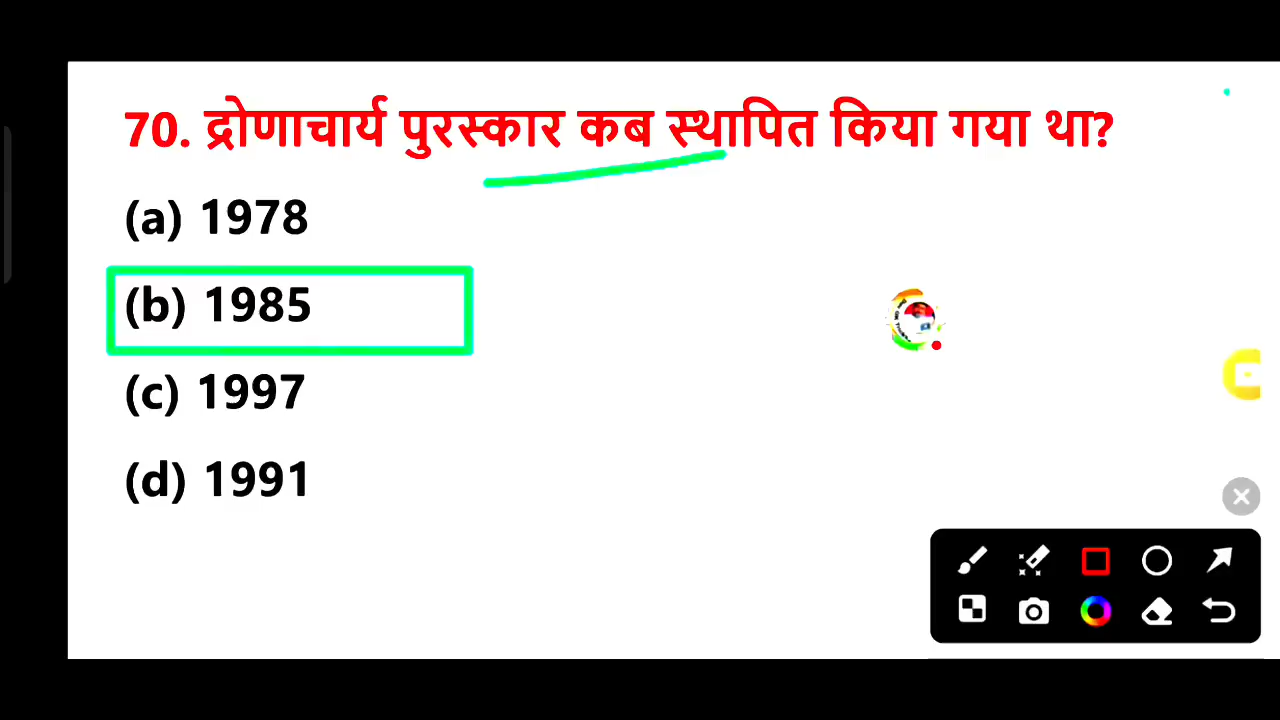 70. द्रोणाचार्य पुरस्कार कब स्थापित किया गया था?
(a) 1978
(b) 1985
(c) 1997
(d) 1991